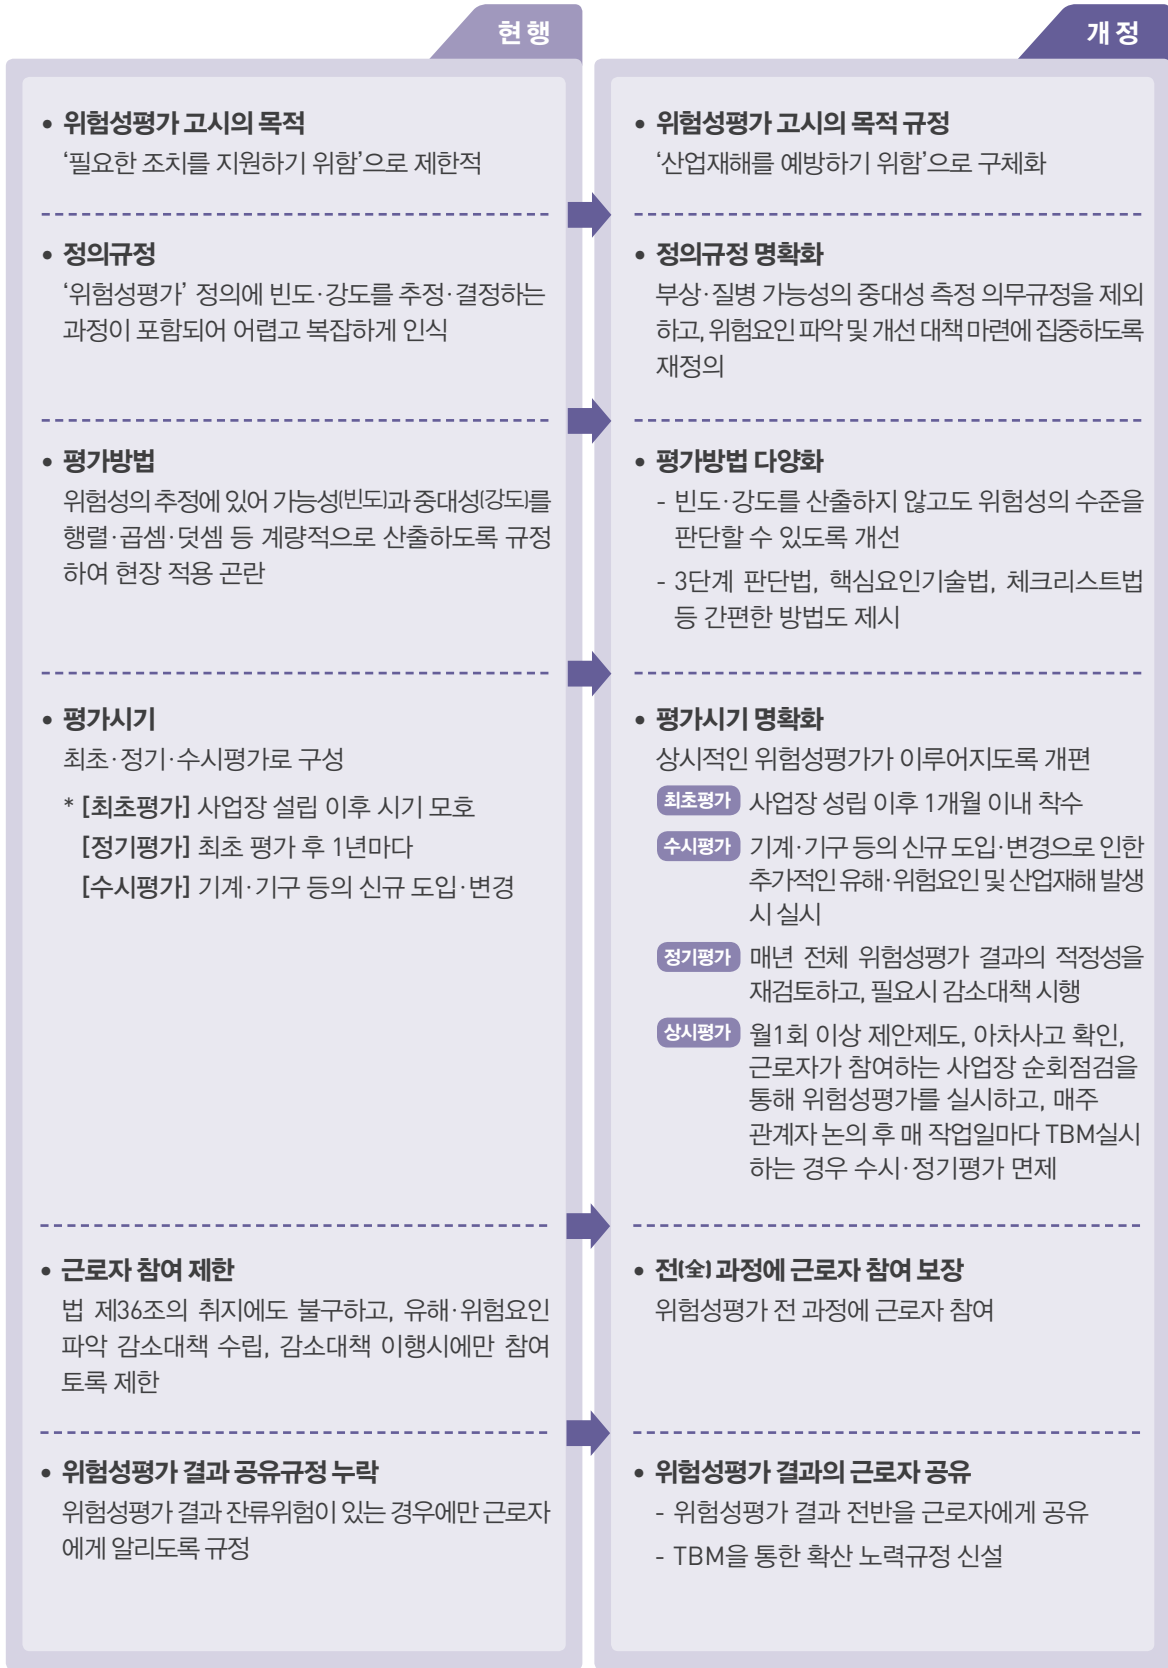 현행
• 위험성평가 고시의 목적
‘필요한 조치를 지원하기 위함’으로 제한적
• 정의규정
‘위험성평가’ 정의에 빈도·강도를 추정·결정하는
과정이 포함되어 어렵고 복잡하게 인식
• 평가방법
위험성의 추정에 있어 가능성(빈도)과 중대성(강도)를
행렬·곱셈·덧셈 등 계량적으로 산출하도록 규정
하여 현장 적용 곤란
• 평가시기
최초·정기·수시평가로 구성
* [최초평가] 사업장 설립 이후 시기 모호
[정기평가] 최초 평가 후 1년마다
[수시평가] 기계·기구 등의 신규 도입·변경
• 근로자 참여 제한
법 제36조의 취지에도 불구하고, 유해·위험요인
파악 감소대책 수립, 감소대책 이행시에만 참여
토록 제한
• 위험성평가 결과 공유규정 누락
위험성평가 결과 잔류위험이 있는 경우에만 근로자
에게 알리도록 규정
개정
• 위험성평가 고시의 목적 규정
‘산업재해를 예방하기 위함’으로 구체화
• 정의규정 명확화
부상·질병 가능성의 중대성 측정 의무규정을 제외
하고, 위험요인 파악 및 개선 대책 마련에 집중하도록
재정의
• 평가방법 다양화
- 빈도·강도를 산출하지 않고도 위험성의 수준을
판단할 수 있도록 개선
- 3단계 판단법, 핵심요인기술법, 체크리스트법
등 간편한 방법도 제시
• 평가시기 명확화
상시적인 위험성평가가 이루어지도록 개편
최초평가 사업장 성립 이후 1개월 이내 착수
수시평가 기계·기구 등의 신규 도입·변경으로 인한
추가적인 유해·위험요인 및 산업재해 발생
시 실시
정기평가 매년 전체 위험성평가 결과의 적정성을
재검토하고, 필요시 감소대책 시행
상시평가 월1회 이상 제안제도, 아차사고 확인,
근로자가 참여하는 사업장 순회점검을
통해 위험성평가를 실시하고, 매주
관계자 논의 후 매 작업일마다 TBM실시
하는 경우 수시·정기평가 면제
• 전(全) 과정에 근로자 참여 보장
위험성평가 전 과정에 근로자 참여
• 위험성평가 결과의 근로자 공유
- 위험성평가 결과 전반을 근로자에게 공유
- TBM을 통한 확산 노력규정 신설